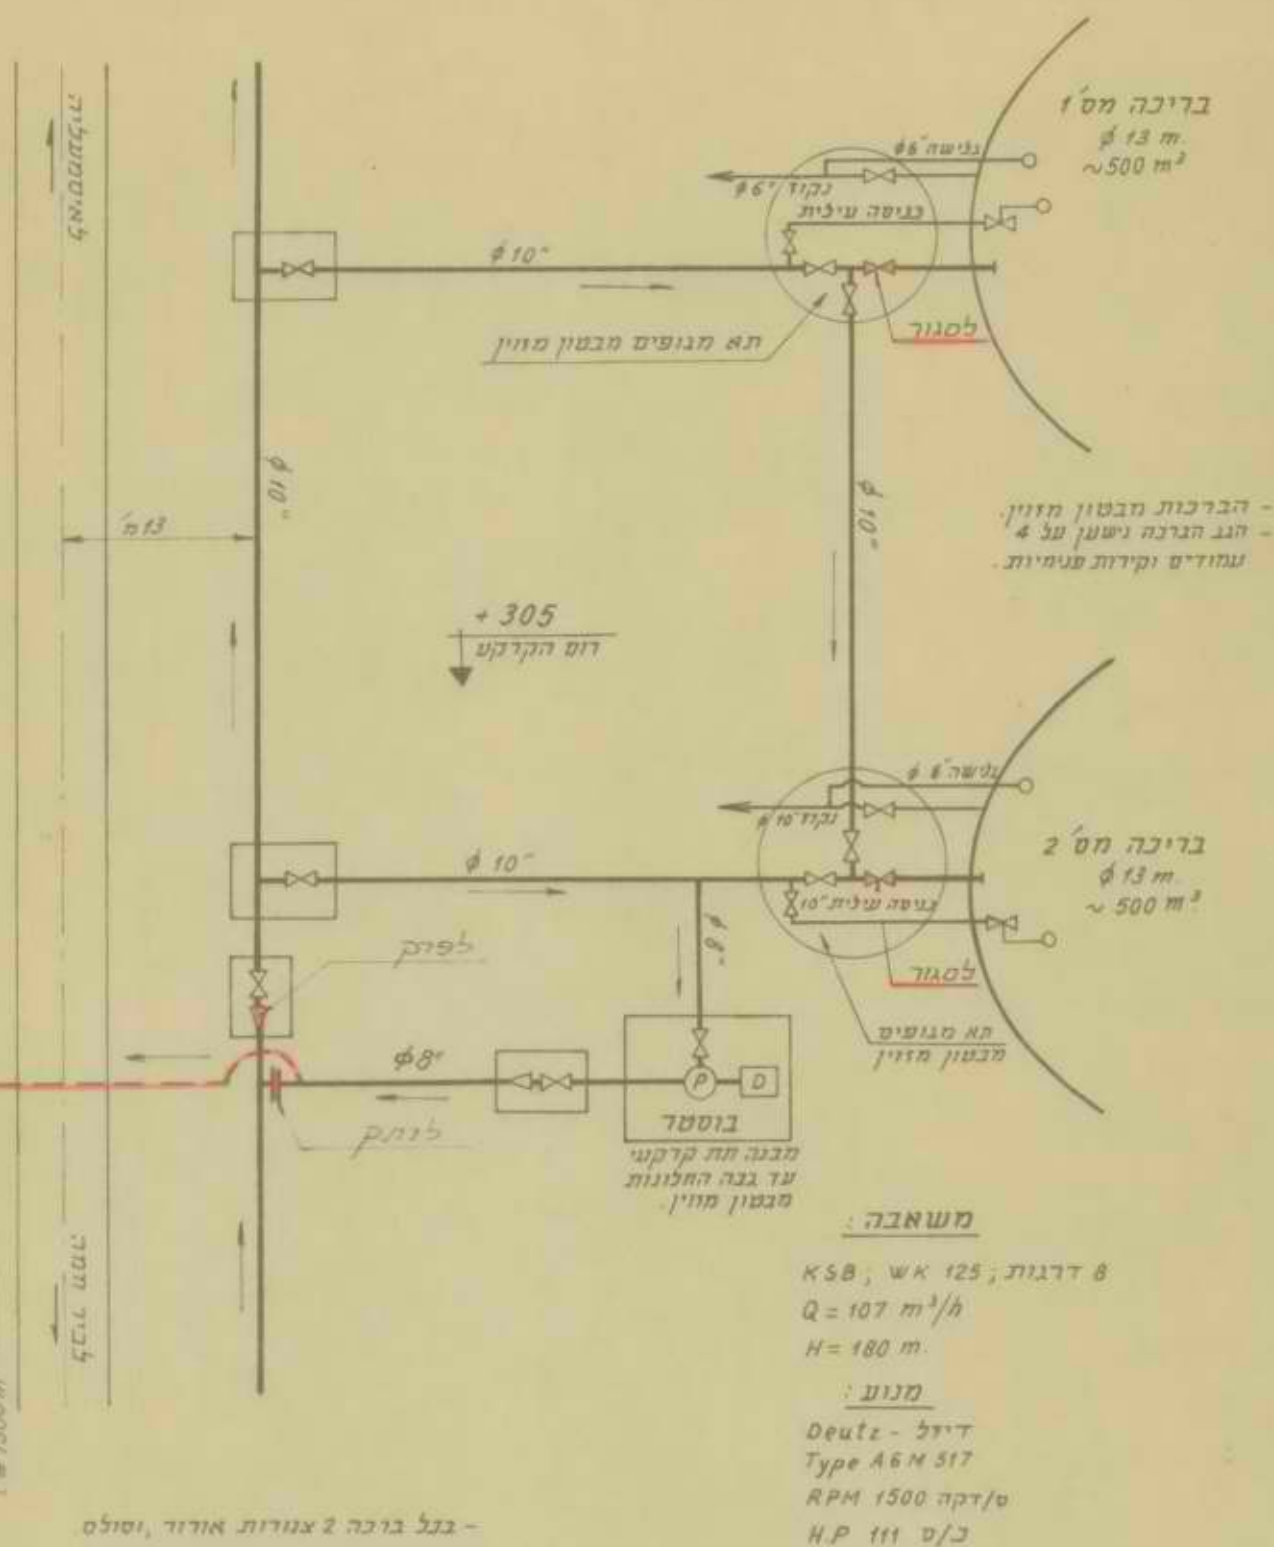 בריכה מס' 1
φ 13 m.
~500 m³
גלישה φ6"
נקוז φ6"
כניסה עילית
φ 10"
לסגור
תא מגופים מבטון מזוין
φ 10"
φ 10"
13 מ'
- הברכות מבטון מזוין.
- הגג הברכה נישען על 4
עמודים וקירות פנימיות.
+ 305
רום הקרקע
גלישה φ 8"
נקוז φ 10"
בריכה מס' 2
φ 13 m.
~ 500 m³
φ 10"
כניסה עילית 10"
φ 8"
לפרק
לסגור
תא מגופים
מבטון מזוין
φ8"
P
D
לנתק
בוסטר
מבנה תת קרקעי
עד גבה החלונות
מבטון מזוין.
משאבה :
KSB ; WK 125 ; 8 דרגות
Q = 107 m³/h
H = 180 m.
מנוע :
דיזל - Deutz
Type A6M 517
RPM 1500 ס/דקה
H.P 111 כ/ס
- בכל ברכה 2 צנורות אורור, וסולם